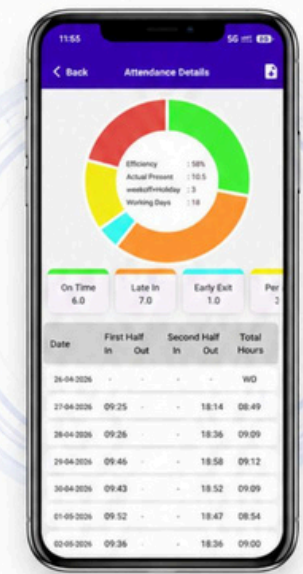 11:55 5G
Back Attendance Details
Efficiency : 58%
Actual Present : 10.5
weekoff+Holiday : 3
Working Days : 18
On Time Late In Early Exit Per
6.0 7.0 1.0
Date First Half Second Half Total
In Out In Out Hours
26-04-2026 - - - - WO
27-04-2026 09:25 - - 18:14 08:49
28-04-2026 09:26 - - 18:36 09:09
29-04-2026 09:46 - - 18:58 09:12
30-04-2026 09:43 - - 18:52 09:09
01-05-2026 09:52 - - 18:47 08:54
02-05-2026 09:36 - - 18:36 09:00